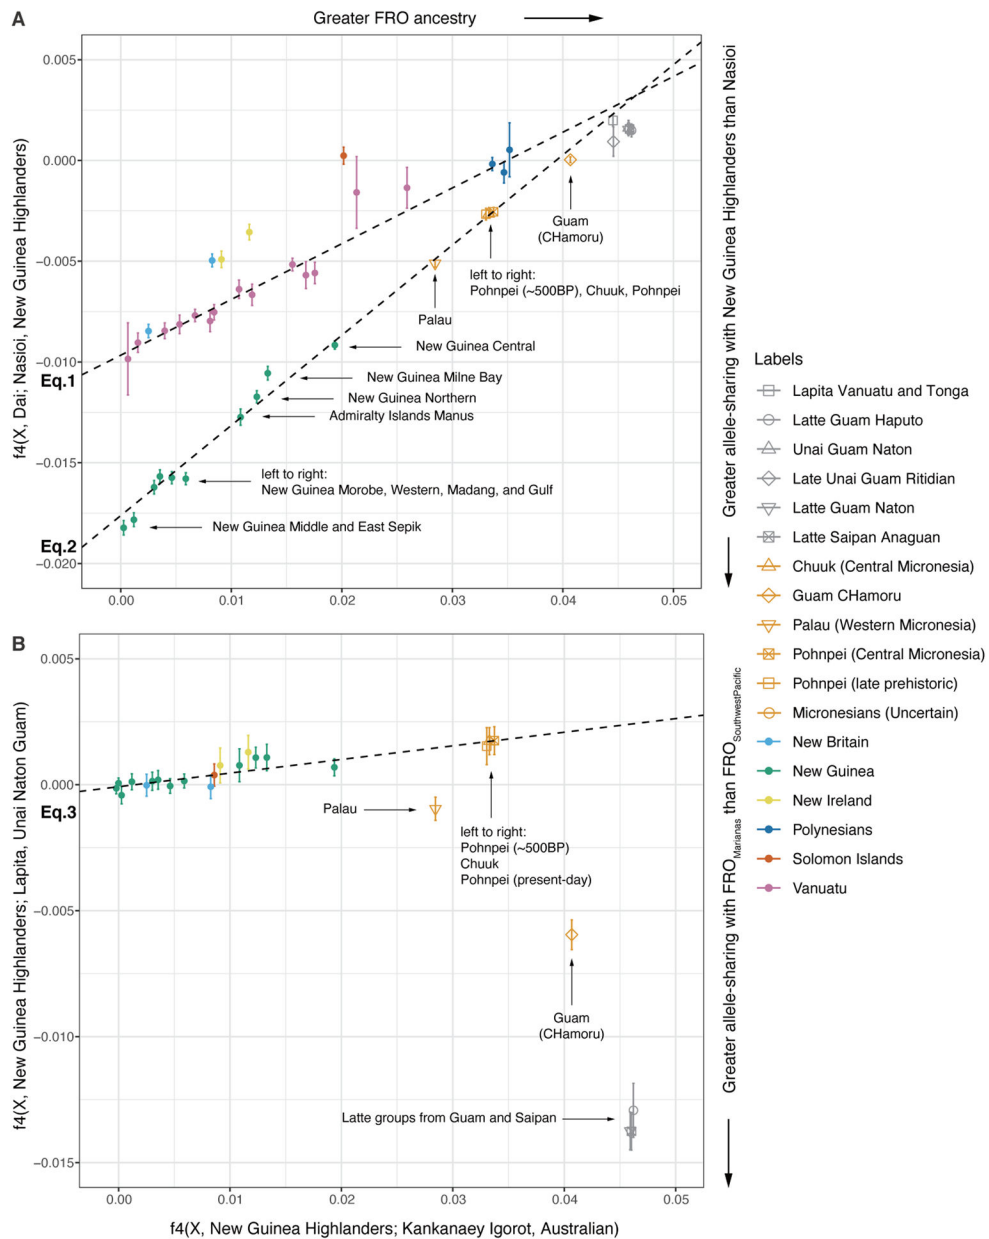 A
Greater FRO ancestry
f4(X, Dai; Nasioi, New Guinea Highlanders)
0.005
0.000
−0.005
−0.010
−0.015
−0.020
Eq.1
Eq.2
Guam
(CHamoru)
left to right:
Pohnpei (~500BP), Chuuk, Pohnpei
Palau
New Guinea Central
New Guinea Milne Bay
New Guinea Northern
Admiralty Islands Manus
left to right:
New Guinea Morobe, Western, Madang, and Gulf
New Guinea Middle and East Sepik
0.00
0.01
0.02
0.03
0.04
0.05
Greater allele-sharing with New Guinea Highlanders than Nasioi
B
f4(X, New Guinea Highlanders; Lapita, Unai Naton Guam)
0.005
0.000
−0.005
−0.010
−0.015
Eq.3
Palau
left to right:
Pohnpei (~500BP)
Chuuk
Pohnpei (present-day)
Guam
(CHamoru)
Latte groups from Guam and Saipan
0.00
0.01
0.02
0.03
0.04
0.05
f4(X, New Guinea Highlanders; Kankanaey Igorot, Australian)
Greater allele-sharing with FROMarianas than FROSouthwestPacific
Labels
Lapita Vanuatu and Tonga
Latte Guam Haputo
Unai Guam Naton
Late Unai Guam Ritidian
Latte Guam Naton
Latte Saipan Anaguan
Chuuk (Central Micronesia)
Guam CHamoru
Palau (Western Micronesia)
Pohnpei (Central Micronesia)
Pohnpei (late prehistoric)
Micronesians (Uncertain)
New Britain
New Guinea
New Ireland
Polynesians
Solomon Islands
Vanuatu